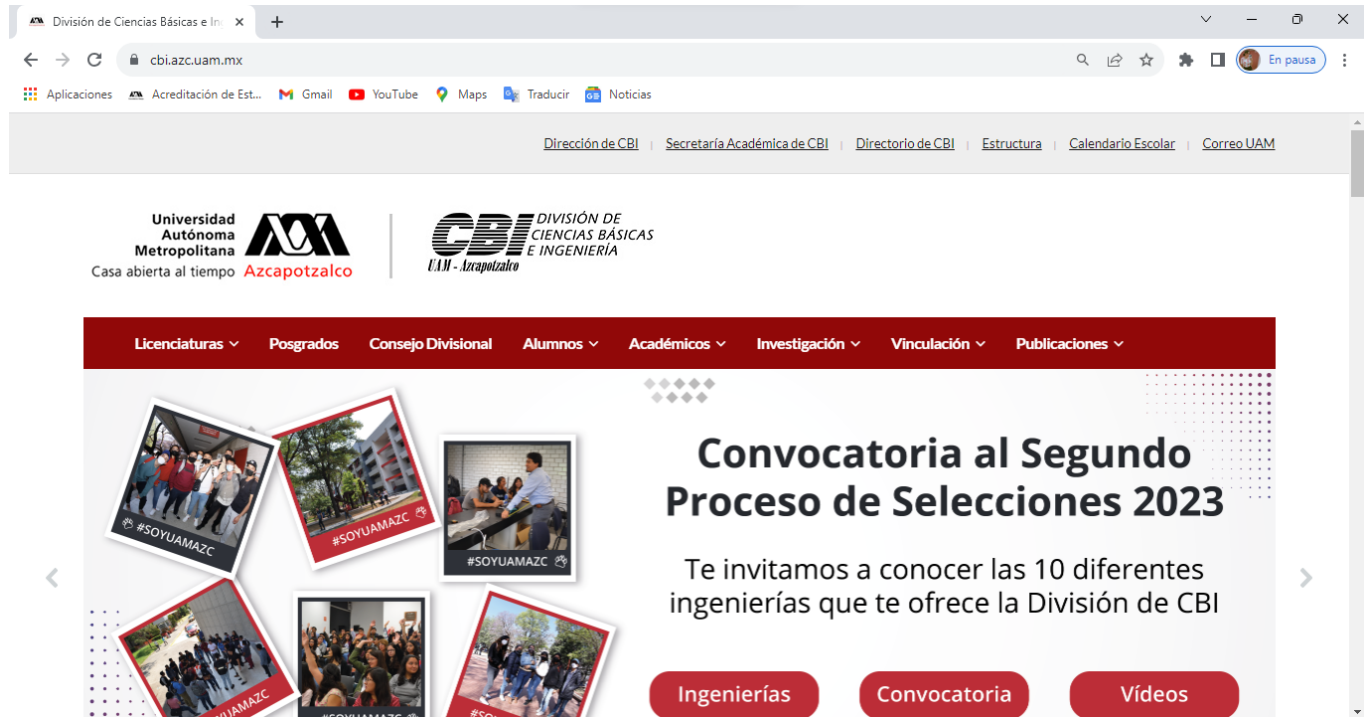 División de Ciencias Básicas e In
cbi.azc.uam.mx
En pausa
Aplicaciones
Acreditación de Est...
Gmail
YouTube
Maps
Traducir
Noticias
Dirección de CBI | Secretaría Académica de CBI | Directorio de CBI | Estructura | Calendario Escolar | Correo UAM
Universidad
Autónoma
Metropolitana
Casa abierta al tiempo Azcapotzalco
CBI
DIVISIÓN DE
CIENCIAS BÁSICAS
E INGENIERÍA
UAM - Azcapotzalco
Licenciaturas Posgrados Consejo Divisional Alumnos Académicos Investigación Vinculación Publicaciones
#SOYUAMAZC
#SOYUAMAZC
#SOYUAMAZC
Convocatoria al Segundo
Proceso de Selecciones 2023
Te invitamos a conocer las 10 diferentes
ingenierías que te ofrece la División de CBI
Ingenierías Convocatoria Vídeos